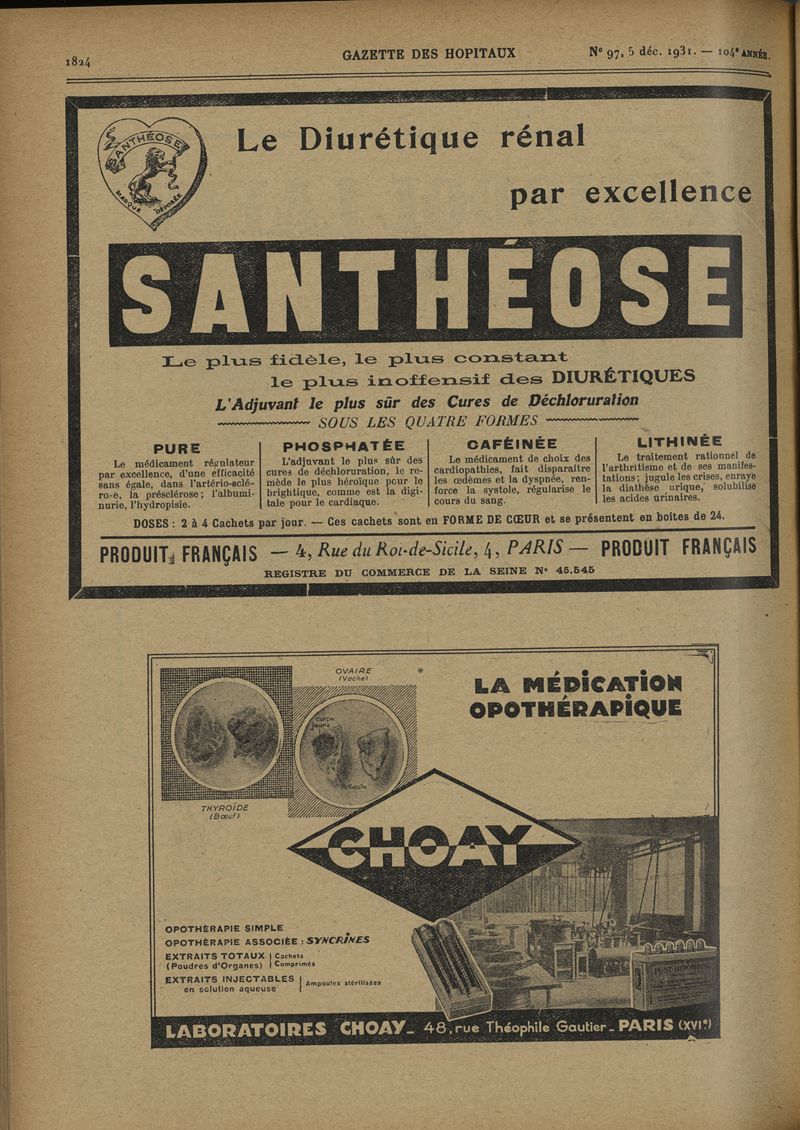 1824
GAZETTE DES HOPITAUX
N° 97, 5 déc. 1931. — 104e ANNÉE.
SANTHÉOSE
MARQUE DÉPOSÉE
Le Diurétique rénal
par excellence
SANTHÉOSE
Le plus fidèle, le plus constant
le plus inoffensif des DIURÉTIQUES
L'Adjuvant le plus sûr des Cures de Déchloruration
SOUS LES QUATRE FORMES
PURE
Le médicament régulateur
par excellence, d'une efficacité
sans égale, dans l'artério-sclé-
rose, la présclérose; l'albumi-
nurie, l'hydropisie.
PHOSPHATÉE
L'adjuvant le plus sûr des
cures de déchloruration, le re-
mède le plus héroïque pour le
brightique, comme est la digi-
tale pour le cardiaque.
CAFÉINÉE
Le médicament de choix des
cardiopathies, fait disparaître
les œdèmes et la dyspnée, ren-
force la systole, régularise le
cours du sang.
LITHINÉE
Le traitement rationnel de
l'arthritisme et de ses manifes-
tations; jugule les crises, enraye
la diathèse urique, solubilise
les acides urinaires.
DOSES : 2 à 4 Cachets par jour. — Ces cachets sont en FORME DE CŒUR et se présentent en boites de 24.
PRODUIT FRANÇAIS — 4, Rue du Roi-de-Sicile, 4, PARIS — PRODUIT FRANÇAIS
REGISTRE DU COMMERCE DE LA SEINE N° 45.545
OVAIRE
(Vache)
corps
jaune
follicule
THYROÏDE
(Bœuf)
LA MÉDICATION
OPOTHÉRAPIQUE
CHOAY
OPOTHÉRAPIE SIMPLE
OPOTHÉRAPIE ASSOCIÉE : SYNCRINES
EXTRAITS TOTAUX | Cachets
(Poudres d'Organes) | Comprimés
EXTRAITS INJECTABLES | Ampoules stérilisées
en solution aqueuse
LABORATOIRES CHOAY_ 48, rue Théophile Gautier_ PARIS (XVIe)